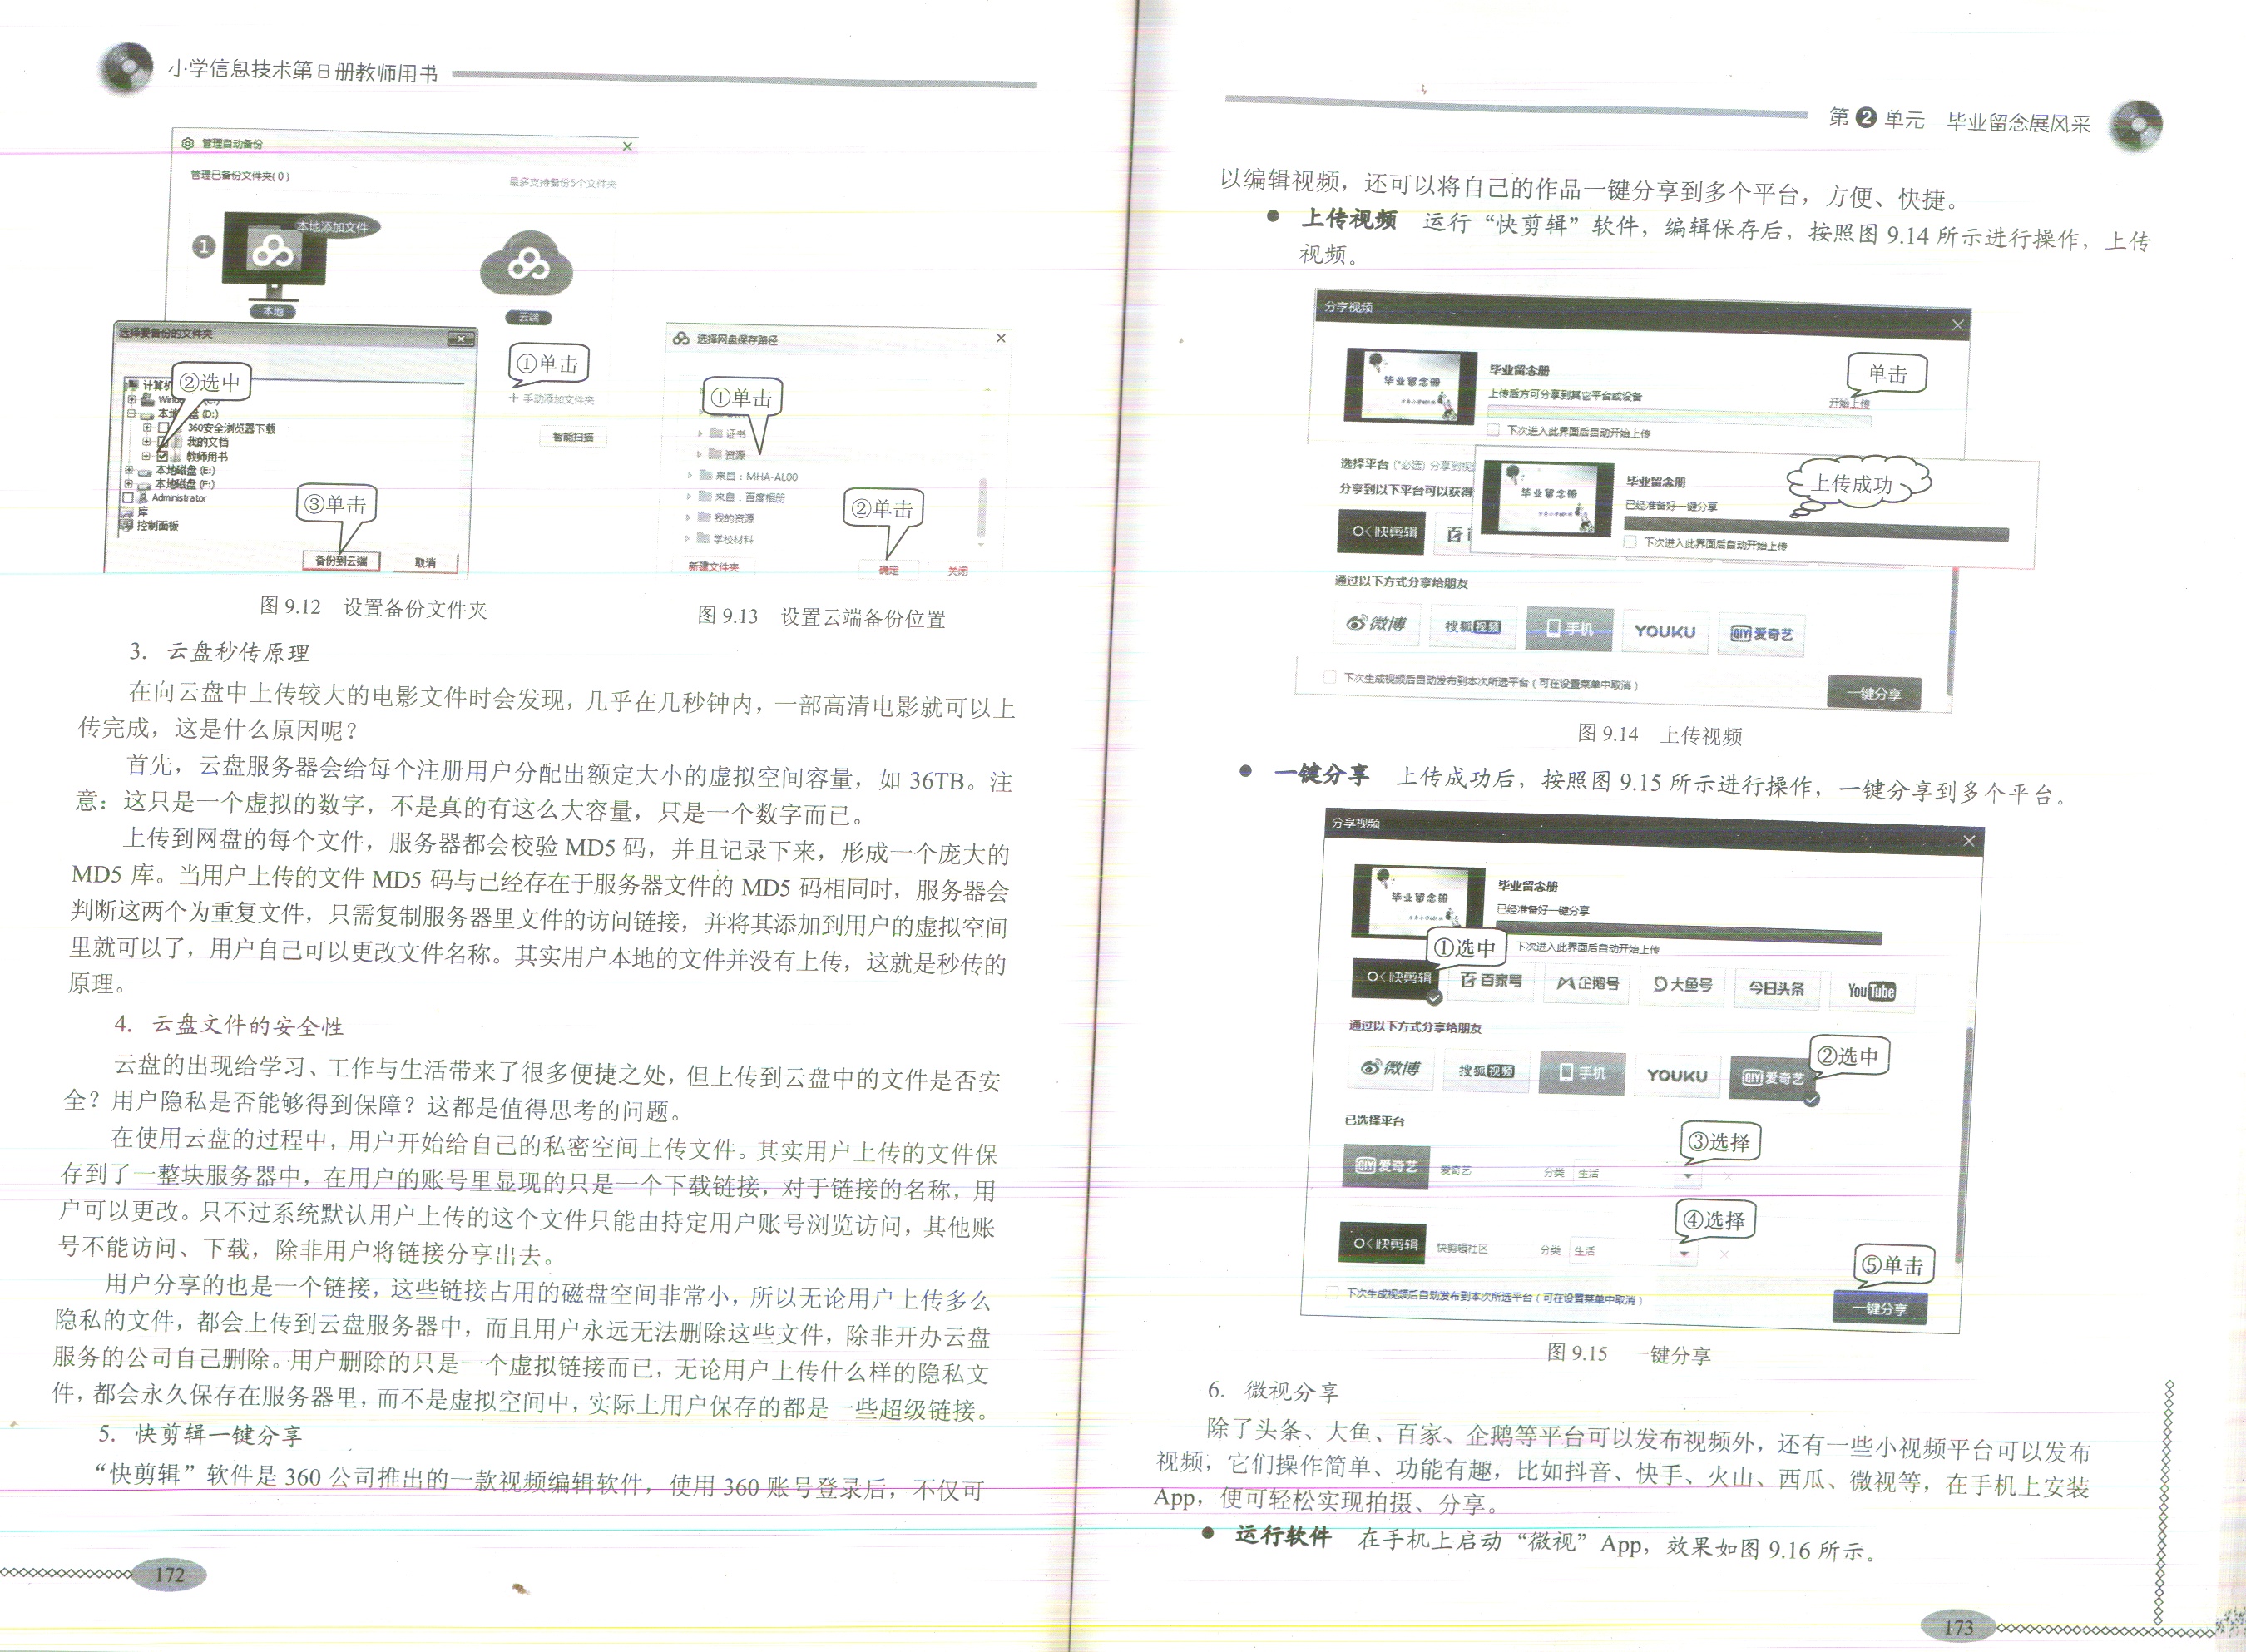 小学信息技术第8册教师用书
管理自动备份
管理已备份文件夹(0)
最多支持备份5个文件夹
本地添加文件
1
本地
云端
选择要备份的文件夹
②选中
计算机
本地磁盘(D:)
360安全浏览器下载
我的文档
教师用书
本地磁盘(E:)
本地磁盘(F:)
Administrator
库
控制面板
③单击
备份到云端
取消
①单击
+ 手动添加文件夹
智能扫描
选择网盘保存路径
①单击
证书
资源
来自：MHA-AL00
来自：百度相册
我的资源
学校材料
②单击
新建文件夹
确定
关闭
图 9.12 设置备份文件夹
图 9.13 设置云端备份位置
3. 云盘秒传原理
在向云盘中上传较大的电影文件时会发现，几乎在几秒钟内，一部高清电影就可以上
传完成，这是什么原因呢？
首先，云盘服务器会给每个注册用户分配出额定大小的虚拟空间容量，如 36TB。注
意：这只是一个虚拟的数字，不是真的有这么大容量，只是一个数字而已。
上传到网盘的每个文件，服务器都会校验 MD5 码，并且记录下来，形成一个庞大的
MD5 库。当用户上传的文件 MD5 码与已经存在于服务器文件的 MD5 码相同时，服务器会
判断这两个为重复文件，只需复制服务器里文件的访问链接，并将其添加到用户的虚拟空间
里就可以了，用户自己可以更改文件名称。其实用户本地的文件并没有上传，这就是秒传的
原理。
4. 云盘文件的安全性
云盘的出现给学习、工作与生活带来了很多便捷之处，但上传到云盘中的文件是否安
全？用户隐私是否能够得到保障？这都是值得思考的问题。
在使用云盘的过程中，用户开始给自己的私密空间上传文件。其实用户上传的文件保
存到了一整块服务器中，在用户的账号里显现的只是一个下载链接，对于链接的名称，用
户可以更改。只不过系统默认用户上传的这个文件只能由持定用户账号浏览访问，其他账
号不能访问、下载，除非用户将链接分享出去。
用户分享的也是一个链接，这些链接占用的磁盘空间非常小，所以无论用户上传多么
隐私的文件，都会上传到云盘服务器中，而且用户永远无法删除这些文件，除非开办云盘
服务的公司自己删除。用户删除的只是一个虚拟链接而已，无论用户上传什么样的隐私文
件，都会永久保存在服务器里，而不是虚拟空间中，实际上用户保存的都是一些超级链接。
5. 快剪辑一键分享
“快剪辑”软件是 360 公司推出的一款视频编辑软件，使用 360 账号登录后，不仅可
172
第2单元 毕业留念展风采
以编辑视频，还可以将自己的作品一键分享到多个平台，方便、快捷。
● 上传视频 运行“快剪辑”软件，编辑保存后，按照图 9.14 所示进行操作，上传
视频。
分享视频
毕业留念册
毕业留念册
上传后方可分享到其它平台或设备
单击
开始上传
下次进入此界面后自动开始上传
选择平台 (*必选) 分享到视
分享到以下平台可以获得
快剪辑
毕业留念册
毕业留念册
已经准备好一键分享
上传成功
下次进入此界面后自动开始上传
通过以下方式分享给朋友
微博
搜狐视频
手机
YOUKU
爱奇艺
下次生成视频后自动发布到本次所选平台 (可在设置菜单中取消)
一键分享
图 9.14 上传视频
● 一键分享 上传成功后，按照图 9.15 所示进行操作，一键分享到多个平台。
分享视频
毕业留念册
毕业留念册
已经准备好一键分享
①选中
下次进入此界面后自动开始上传
快剪辑
百家号
企鹅号
大鱼号
今日头条
YouTube
通过以下方式分享给朋友
②选中
微博
搜狐视频
手机
YOUKU
爱奇艺
已选择平台
③选择
爱奇艺
爱奇艺
分类 生活
④选择
快剪辑
快剪辑社区
分类 生活
⑤单击
下次生成视频后自动发布到本次所选平台 (可在设置菜单中取消)
一键分享
图 9.15 一键分享
6. 微视分享
除了头条、大鱼、百家、企鹅等平台可以发布视频外，还有一些小视频平台可以发布
视频，它们操作简单、功能有趣，比如抖音、快手、火山、西瓜、微视等，在手机上安装
App，便可轻松实现拍摄、分享。
● 运行软件 在手机上启动“微视”App，效果如图 9.16 所示。
173